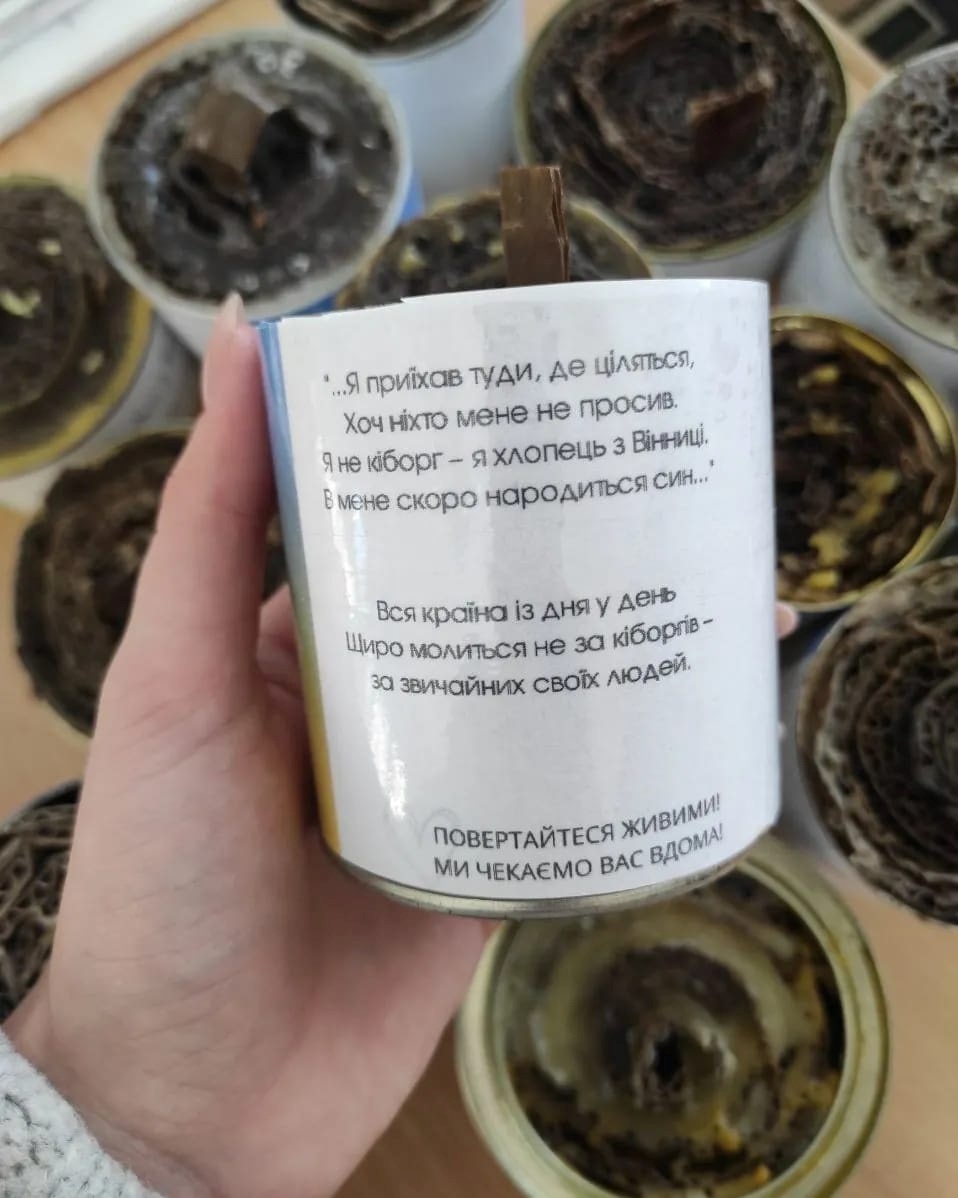 "...Я приїхав туди, де ціляться,
Хоч ніхто мене не просив.
Я не кіборг – я хлопець з Вінниці.
В мене скоро народиться син..."
Вся країна із дня у день
Щиро молиться не за кіборгів –
за звичайних своїх людей.
ПОВЕРТАЙТЕСЯ ЖИВИМИ!
МИ ЧЕКАЄМО ВАС ВДОМА!